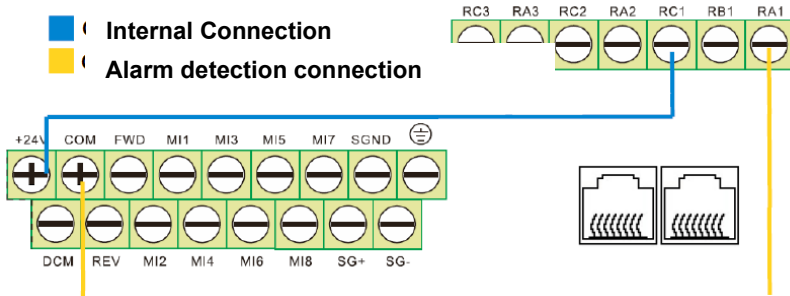 RC3 RA3 RC2 RA2 RC1 RB1 RA1
Internal Connection
Alarm detection connection
+24V COM FWD MI1 MI3 MI5 MI7 SGND
DCM REV MI2 MI4 MI6 MI8 SG+ SG-